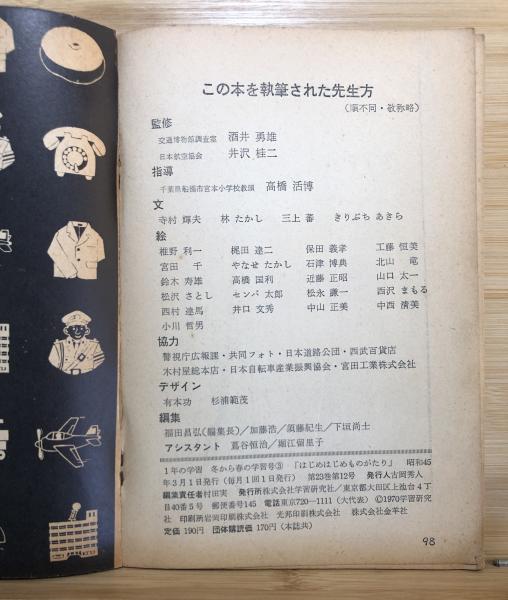 この本を執筆された先生方
（順不同・敬称略）
監修
交通博物館調査室 酒井 勇雄
日本航空協会 井沢 桂二
指導
千葉県船橋市宮本小学校教頭 高橋 活博
文
寺村 輝夫 林 たかし 三上 蕃 きりぶち あきら
絵
椎野 利一 梶田 達二 保田 義孝 工藤 恒美
宮田 千 やなせ たかし 石津 博典 北山 竜
鈴木 寿雄 高橋 国利 近藤 正昭 山口 太一
松沢 さとし センバ 太郎 松永 謙一 西沢 まもる
西村 達馬 井口 文秀 中山 正美 中西 清美
小川 哲男
協力
警視庁広報課・共同フォト・日本道路公団・西武百貨店
木村屋総本店・日本自転車産業振興協会・宮田工業株式会社
デザイン
有本功 杉浦範茂
編集
福田昌弘(編集長)／加藤浩／須藤紀生／下垣尚士
アシスタント 蔦谷恒治／堀江留里子
1年の学習 冬から春の学習号③ 『はじめはじめものがたり』 昭和45
年3月1日発行（毎月1回1日発行） 第23巻第12号 発行人古岡秀人
編集責任者村田実 発行所株式会社学習研究社／東京都大田区上池台4丁
目40番5号 郵便番号145 電話東京720—1111（大代表） ©1970学習研究
社 印刷所岩岡印刷株式会社 光邦印刷株式会社 株式会社金羊社
定価 190円 団体購読価 170円（本誌共）
98